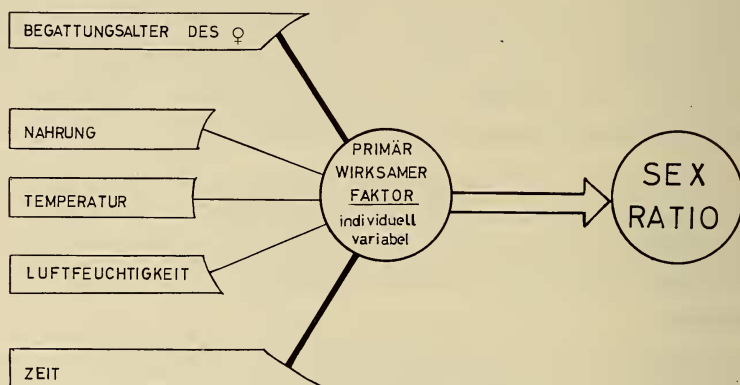 BEGATTUNGSALTER DES ♀
NAHRUNG
TEMPERATUR
LUFTFEUCHTIGKEIT
ZEIT
PRIMÄR
WIRKSAMER
FAKTOR
individuell
variabel
SEX
RATIO